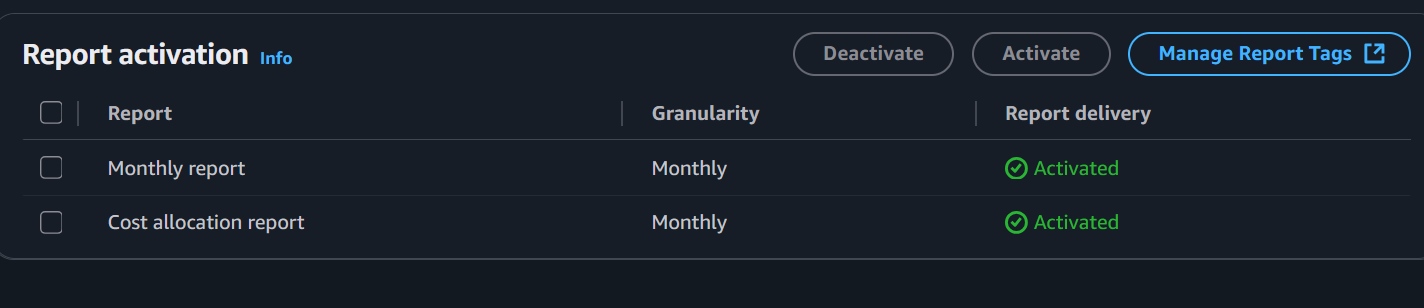 Report activation Info Deactivate Activate Manage Report Tags
Report Granularity Report delivery
Monthly report Monthly Activated
Cost allocation report Monthly Activated